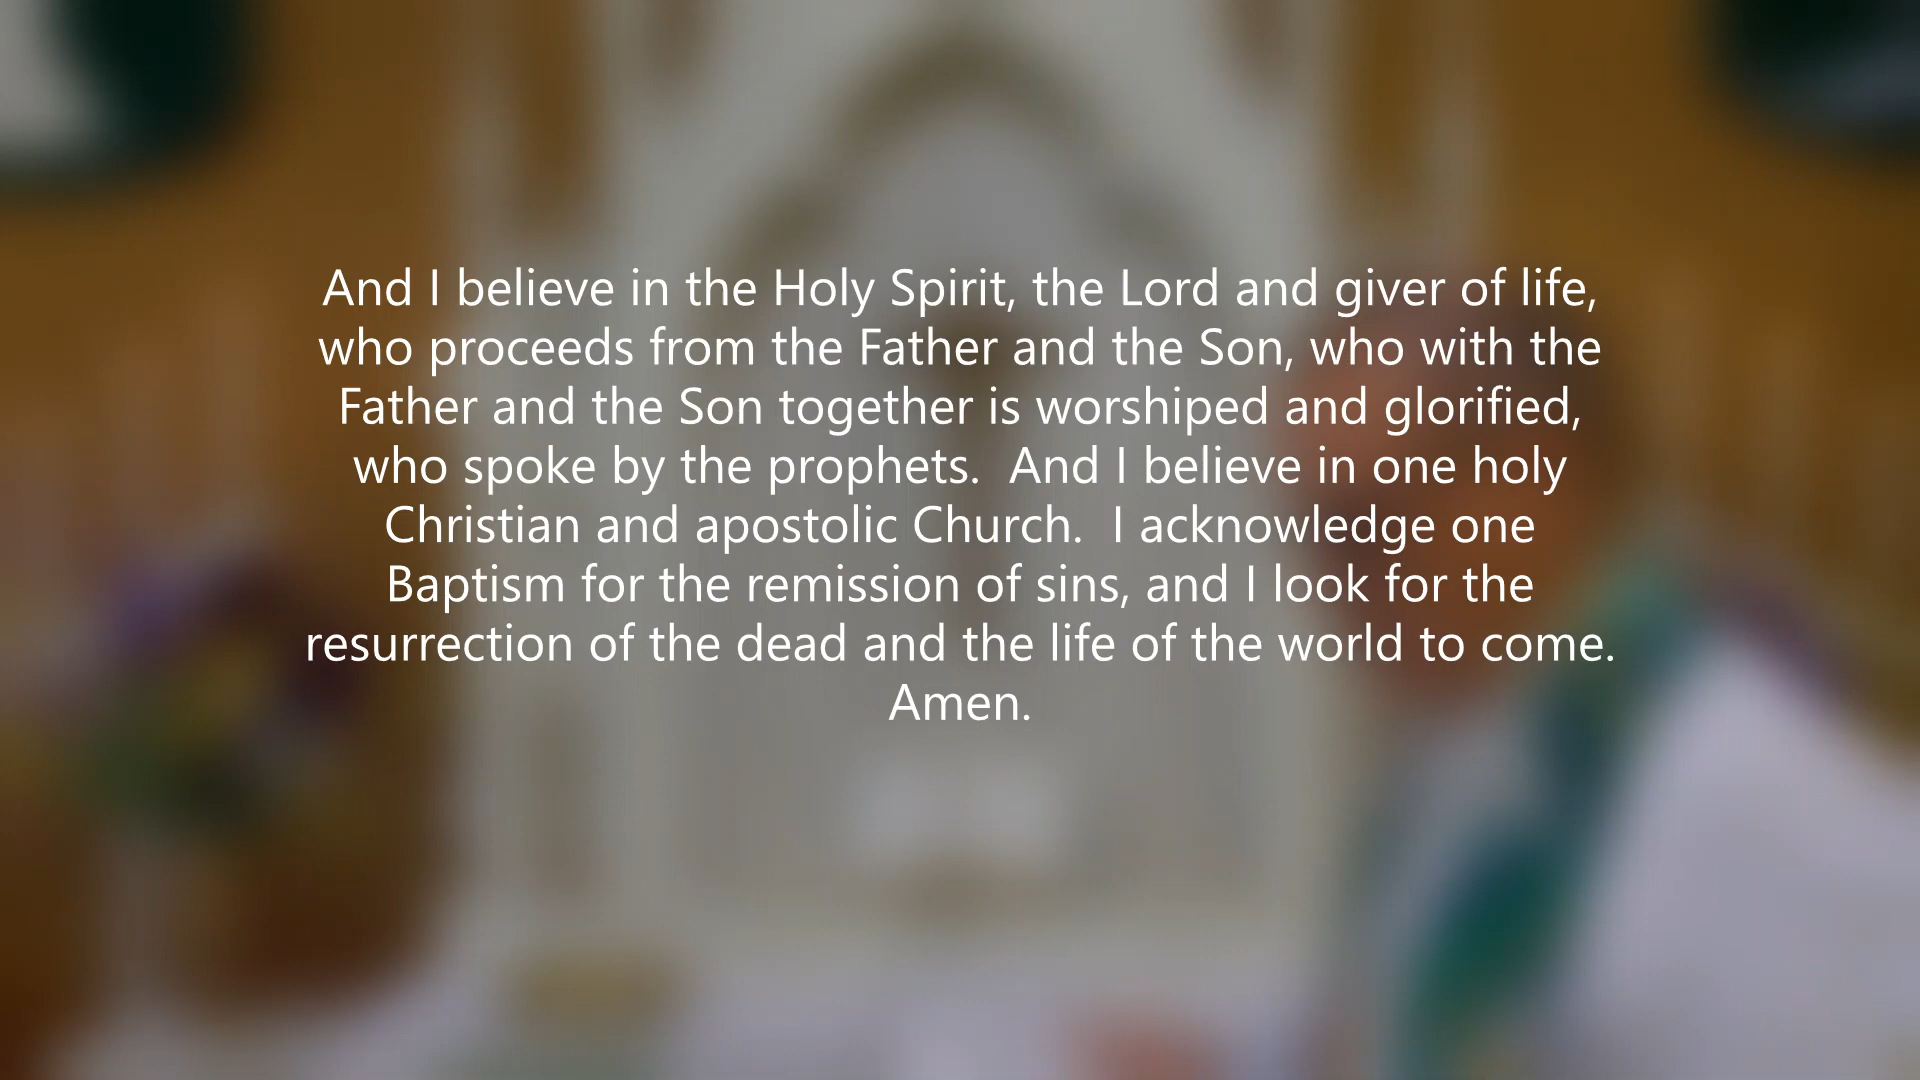 And I believe in the Holy Spirit, the Lord and giver of life,
who proceeds from the Father and the Son, who with the
Father and the Son together is worshiped and glorified,
who spoke by the prophets.  And I believe in one holy
Christian and apostolic Church.  I acknowledge one
Baptism for the remission of sins, and I look for the
resurrection of the dead and the life of the world to come.
Amen.